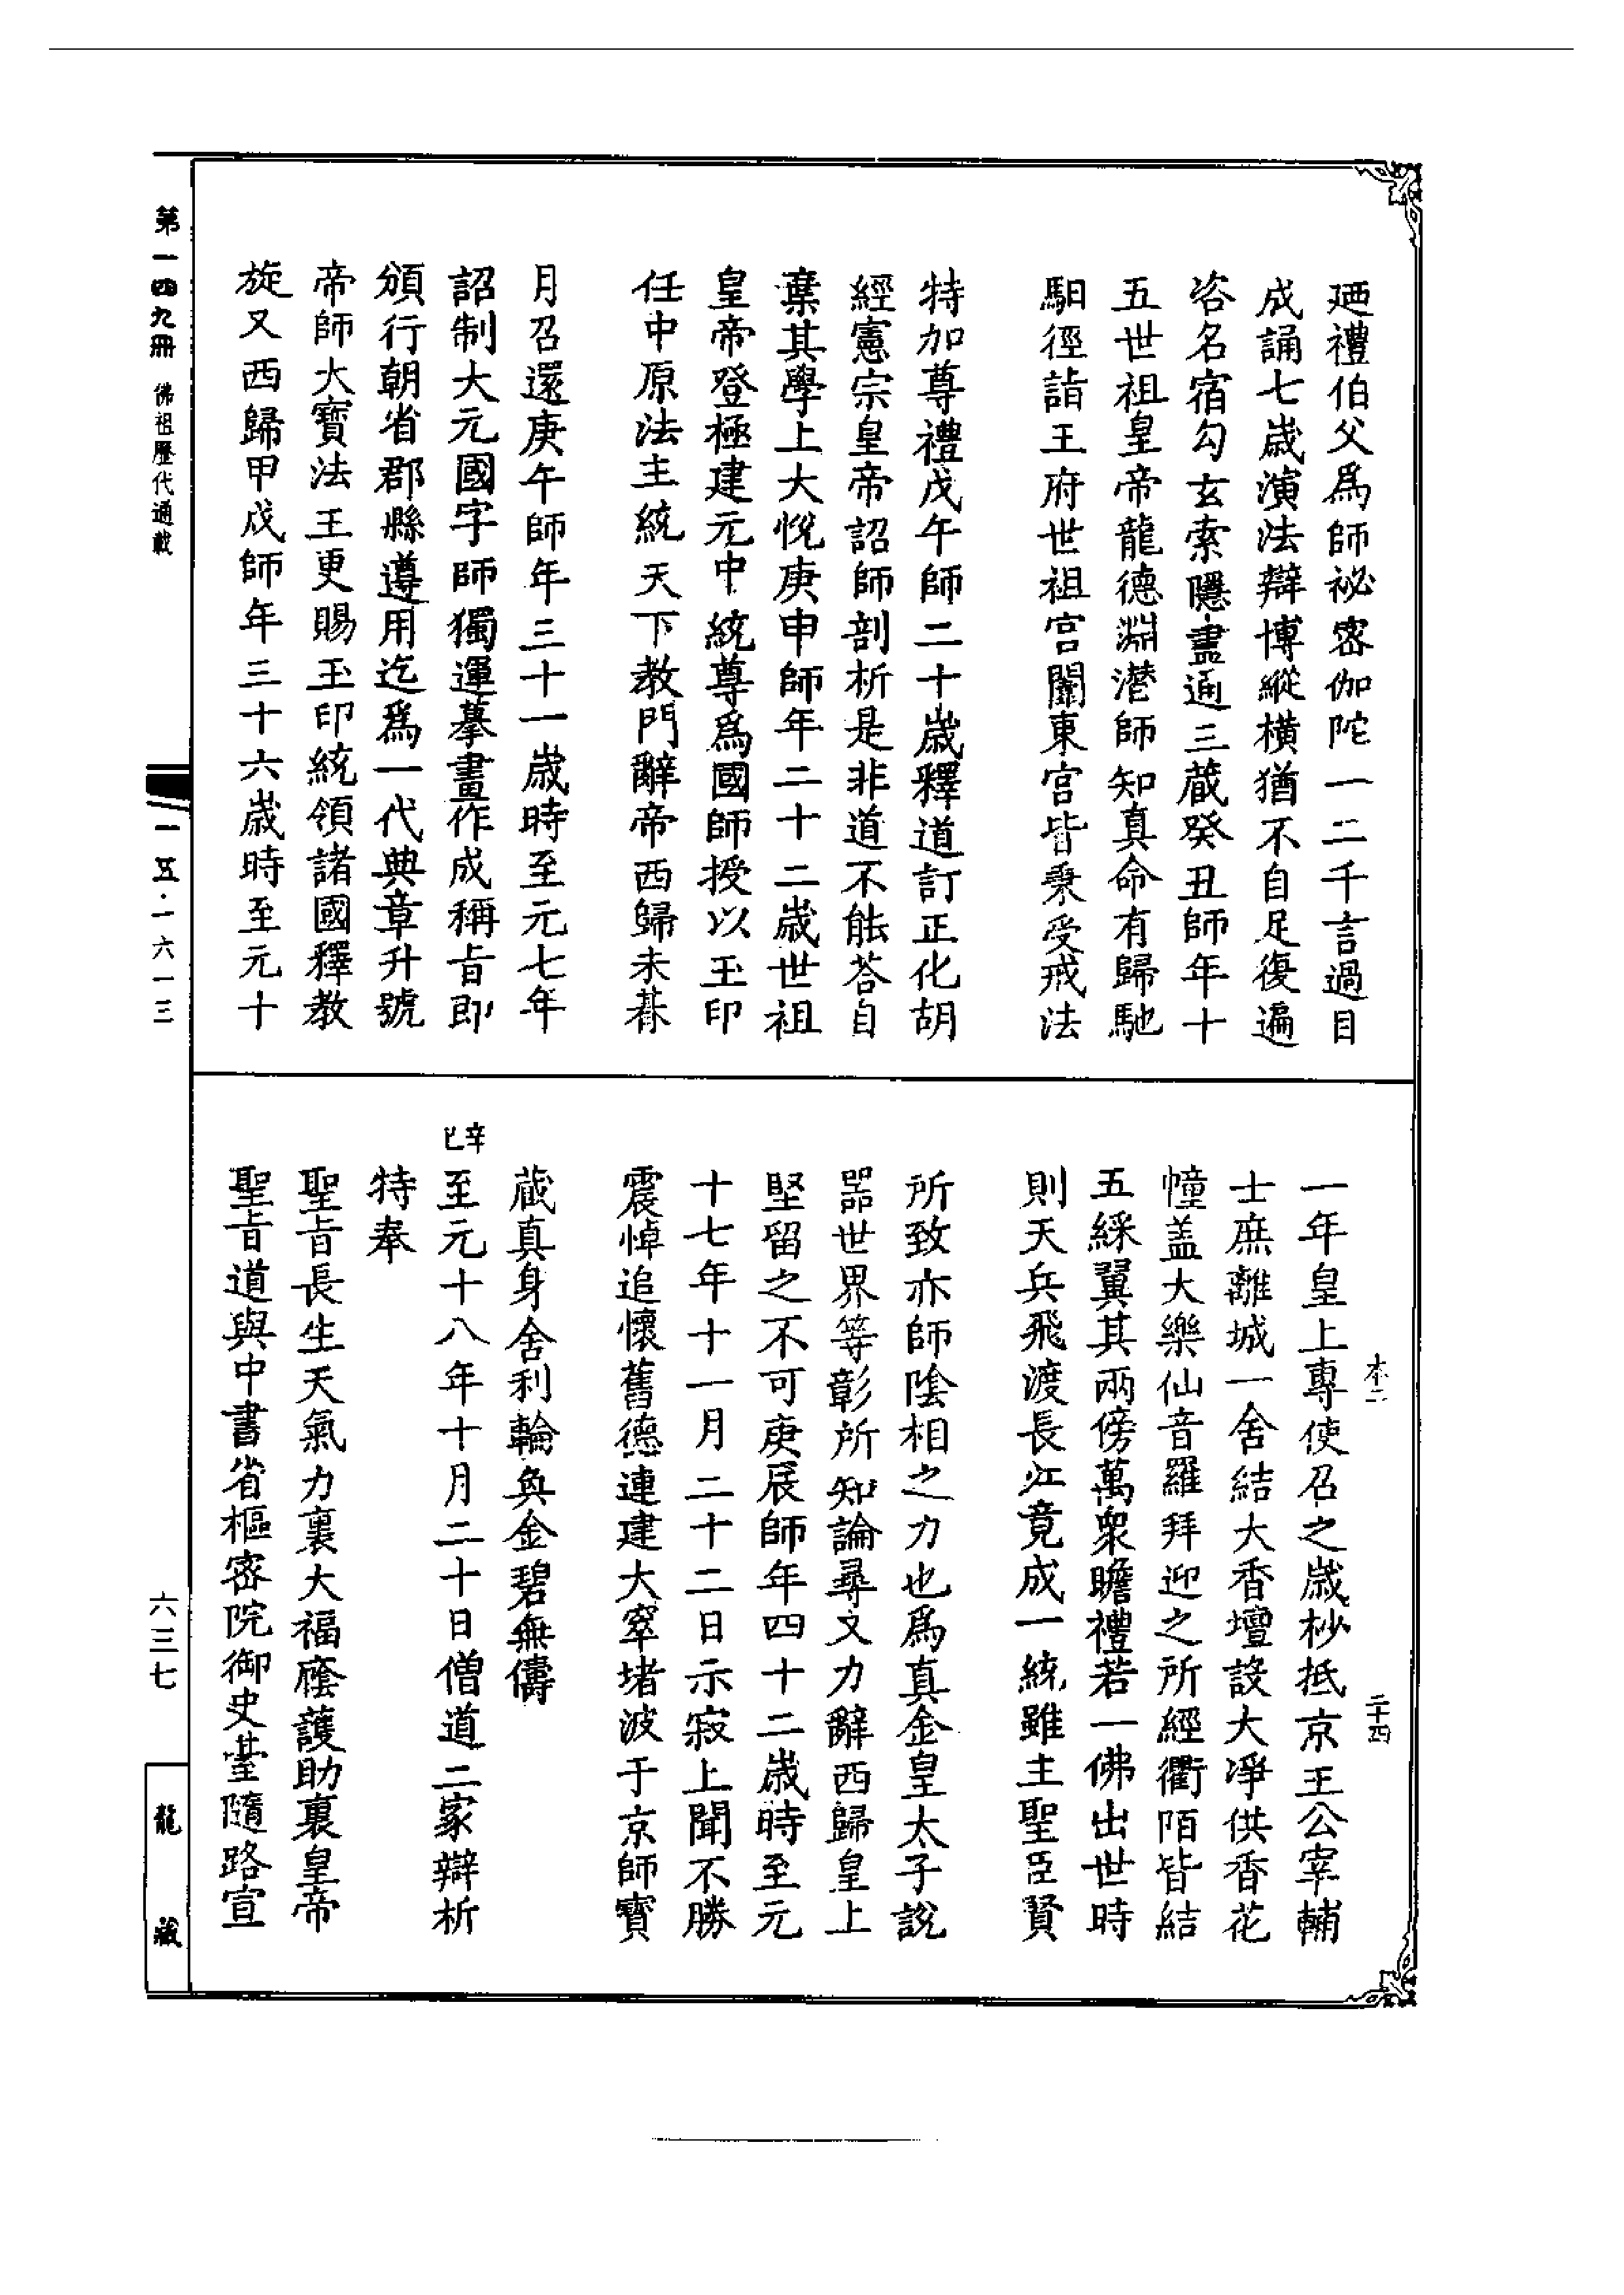 廼禮伯父爲師祕密伽陀一二千言過目
成誦七歳演法辯博縱橫猶不自足復遍
咨名宿勾玄索隱盡通三藏癸丑師年十
五世祖皇帝龍德淵潛師知真命有歸馳
馹徑詣王府世祖宮闈東宮皆秉受戒法
特加尊禮戊午師二十歳釋道訂正化胡
經憲宗皇帝詔師剖析是非道不能荅自
棄其學上大悅庚申師年二十二歳世祖
皇帝登極建元中統尊爲國師授以玉印
任中原法主統天下教門辭帝西歸未朞
月召還庚午師年三十一歳時至元七年
詔制大元國字師獨運摹畫作成稱旨即
頒行朝省郡縣遵用迄爲一代典章升號
帝師大寶法王更賜玉印統領諸國釋教
旋又西歸甲戌師年三十六歳時至元十
本二
二十四
一年皇上專使召之歳杪抵京王公宰輔
士庶離城一舍結大香壇設大淨供香花
幢盖大樂仙音羅拜迎之所經衢陌皆結
五綵翼其兩傍萬衆瞻禮若一佛出世時
則天兵飛渡長江竟成一統雖主聖臣賢
所致亦師陰相之力也爲真金皇太子說
器世界等彰所知論尋又力辭西歸皇上
堅留之不可庚辰師年四十二歳時至元
十七年十一月二十二日示寂上聞不勝
震悼追懷舊德連建大窣堵波于京師寶
藏真身舍利輪奐金碧無儔
辛巳
至元十八年十月二十日僧道二家辯析
特奉
聖旨長生天氣力裏大福廕護助裏皇帝
聖旨道與中書省樞密院御史臺隨路宣
第一四九冊 佛祖歷代通載
一五·一六一三
六三七
龍藏